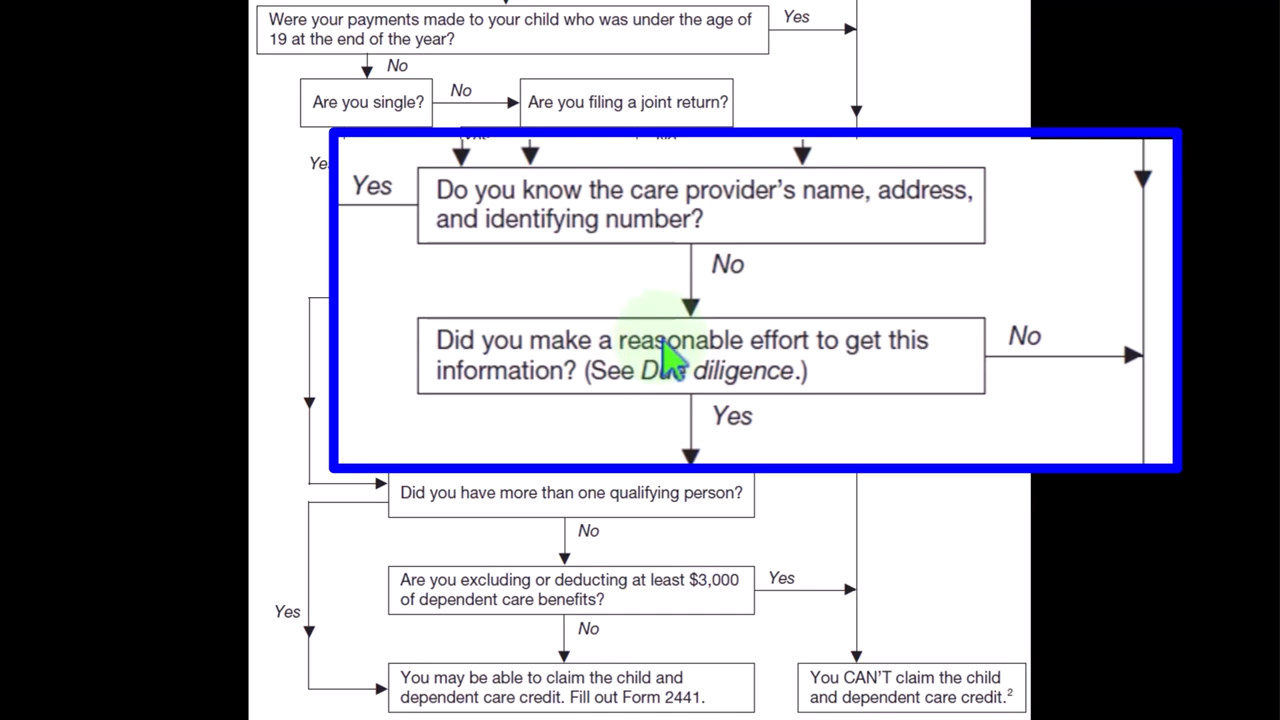 Were your payments made to your child who was under the age of
19 at the end of the year?
Yes
No
Are you single?
No
Are you filing a joint return?
Yes
Do you know the care provider's name, address,
and identifying number?
No
Did you make a reasonable effort to get this
information? (See Due diligence.)
No
Yes
Did you have more than one qualifying person?
No
Are you excluding or deducting at least $3,000
of dependent care benefits?
Yes
Yes
No
You may be able to claim the child and
dependent care credit. Fill out Form 2441.
You CAN'T claim the child
and dependent care credit.²